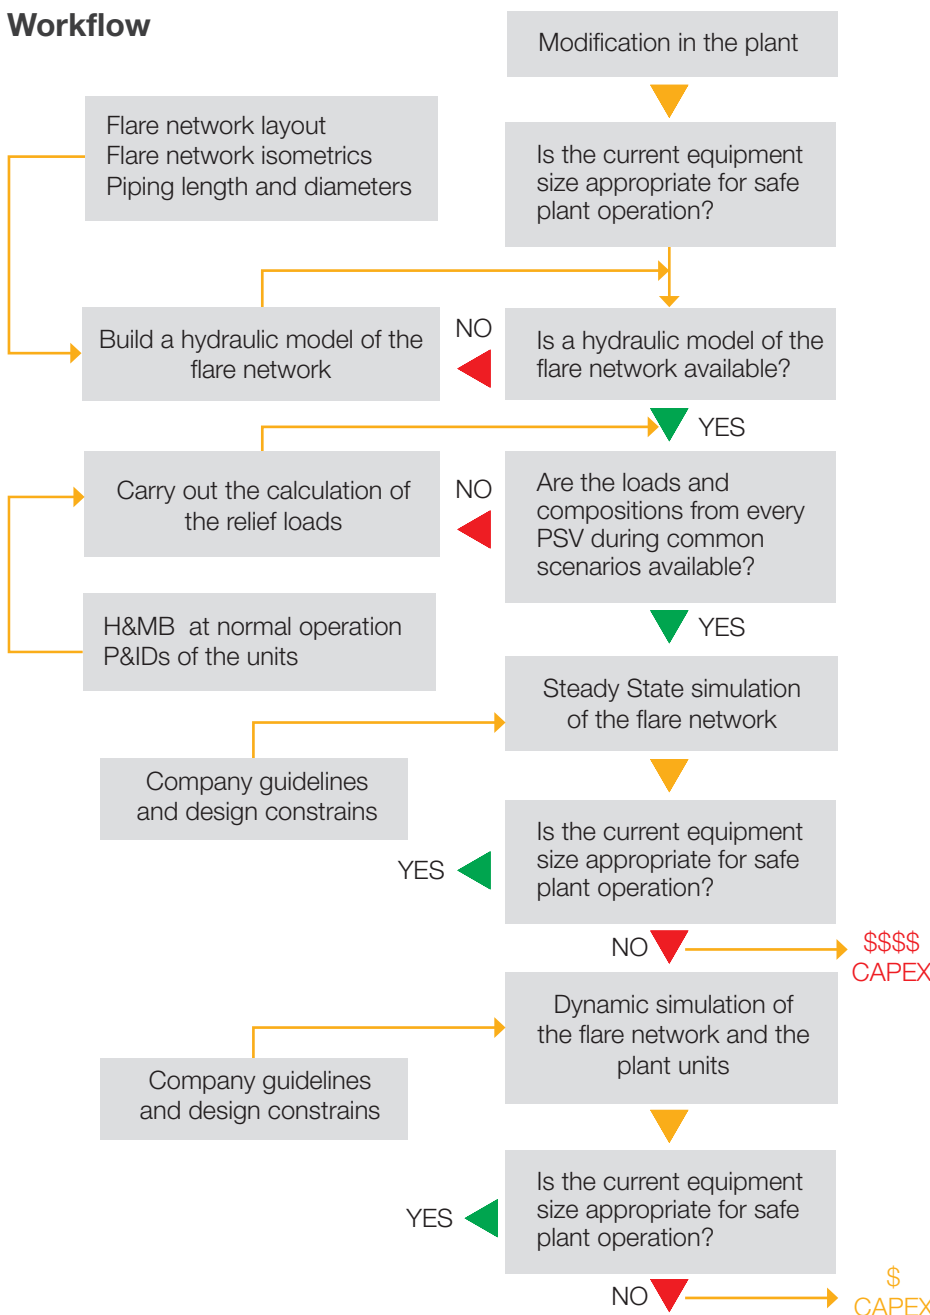 Workflow
Modification in the plant
Flare network layout
Flare network isometrics
Piping length and diameters
Is the current equipment
size appropriate for safe
plant operation?
Build a hydraulic model of the
flare network
NO
Is a hydraulic model of the
flare network available?
YES
Carry out the calculation of
the relief loads
NO
Are the loads and
compositions from every
PSV during common
scenarios available?
H&MB at normal operation
P&IDs of the units
YES
Steady State simulation
of the flare network
Company guidelines
and design constrains
Is the current equipment
size appropriate for safe
plant operation?
YES
NO
$$$$
CAPEX
Dynamic simulation of
the flare network and the
plant units
Company guidelines
and design constrains
Is the current equipment
size appropriate for safe
plant operation?
YES
NO
$
CAPEX